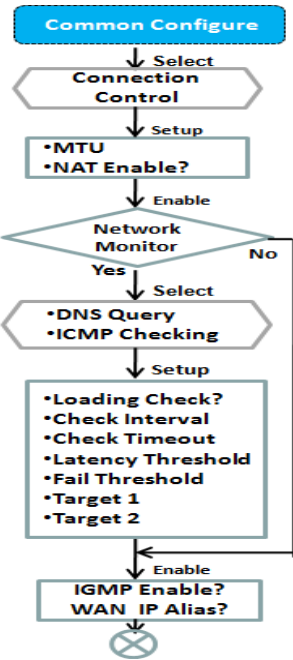 Common Configure
Select
Connection
Control
Setup
•MTU
•NAT Enable?
Enable
Network
Monitor
No
Yes
Select
•DNS Query
•ICMP Checking
Setup
•Loading Check?
•Check Interval
•Check Timeout
•Latency Threshold
•Fail Threshold
•Target 1
•Target 2
Enable
IGMP Enable?
WAN IP Alias?